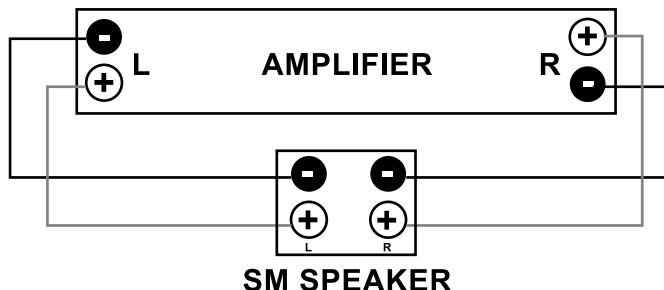 - +
L AMPLIFIER R
+ -
- -
+ +
L R
SM SPEAKER